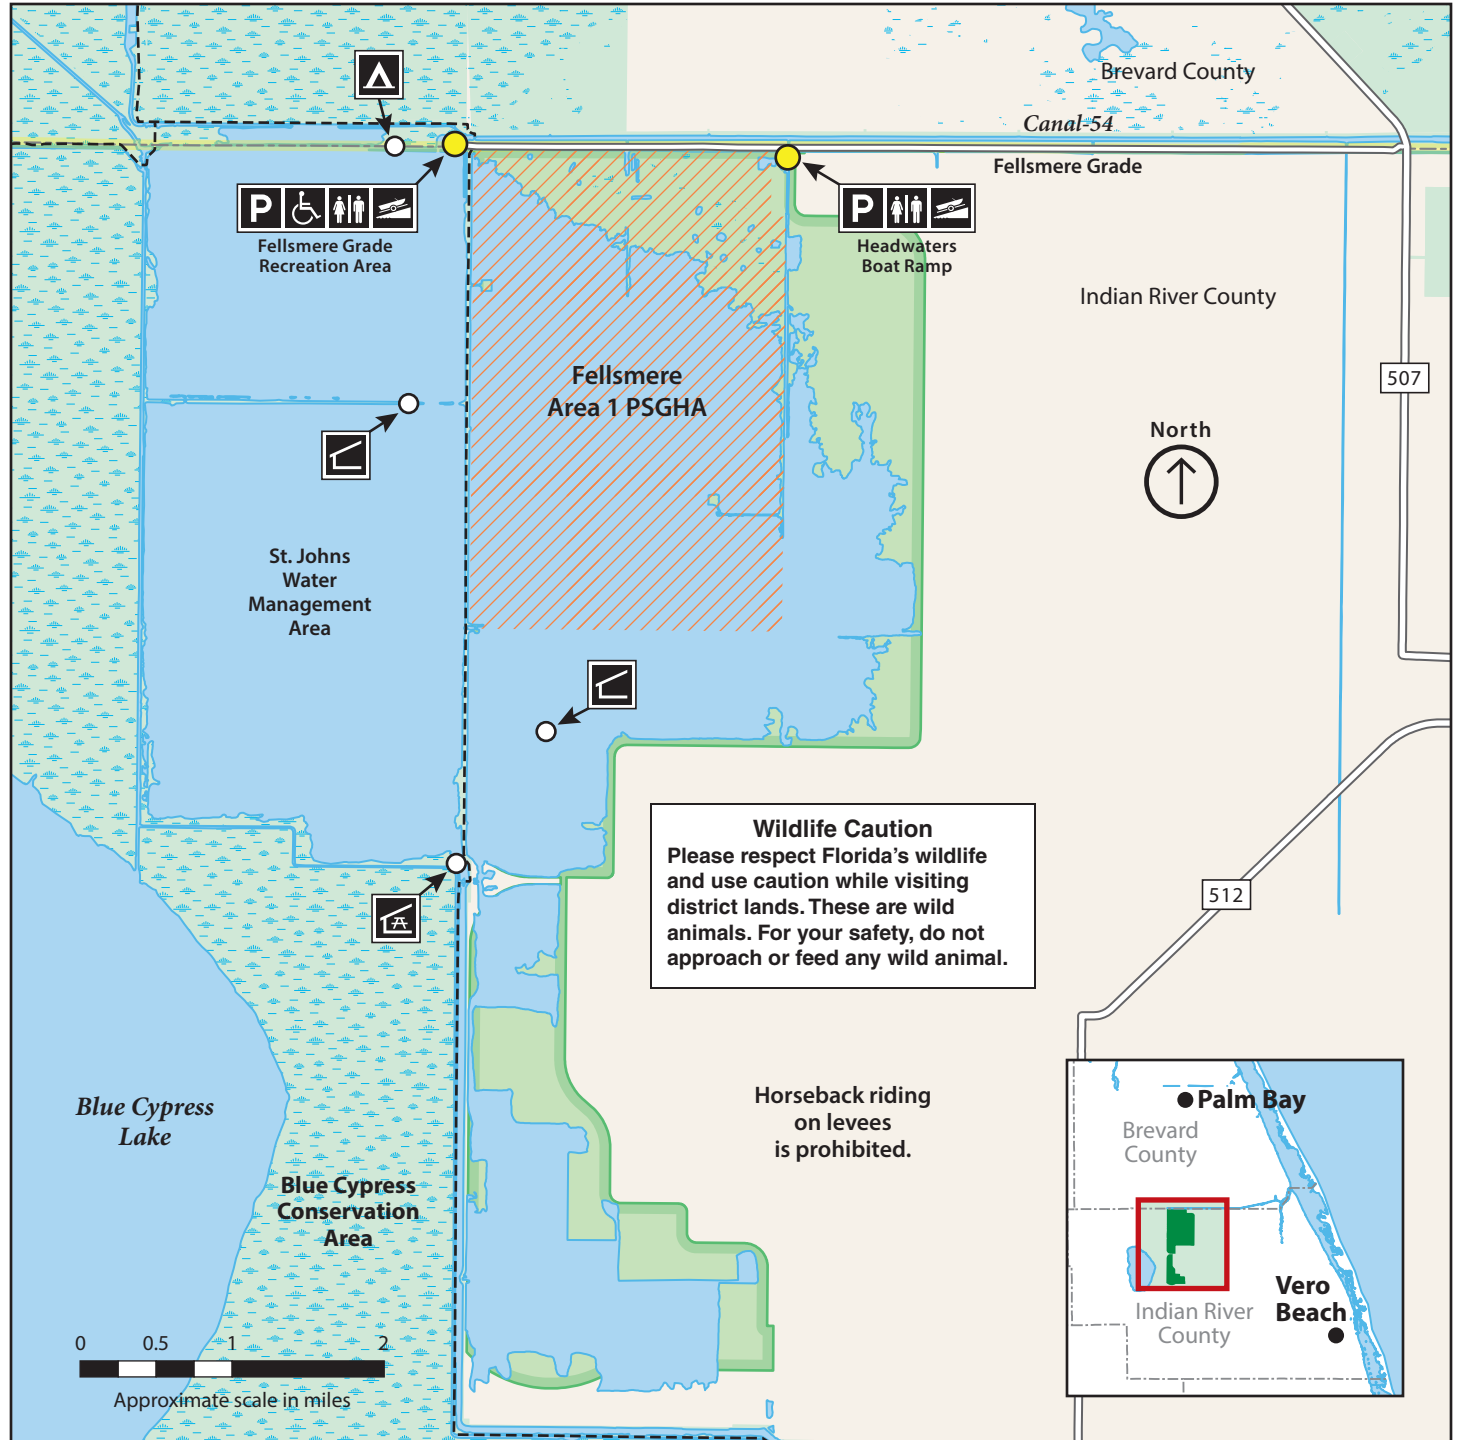 Brevard County
Canal-54
Fellsmere Grade
P
Fellsmere Grade
Recreation Area
P
Headwaters
Boat Ramp
Indian River County
Fellsmere
Area 1 PSGHA
507
North
St. Johns
Water
Management
Area
Wildlife Caution
Please respect Florida's wildlife
and use caution while visiting
district lands. These are wild
animals. For your safety, do not
approach or feed any wild animal.
512
Blue Cypress
Lake
Horseback riding
on levees
is prohibited.
Blue Cypress
Conservation
Area
Palm Bay
Brevard
County
Vero
Beach
Indian River
County
0 0.5 1 2
Approximate scale in miles